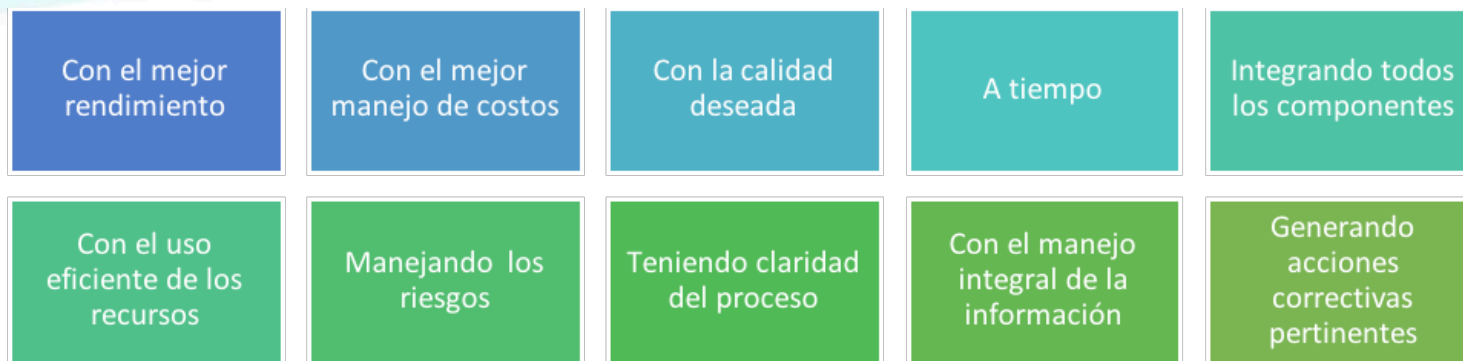 Con el mejor
rendimiento
Con el mejor
manejo de costos
Con la calidad
deseada
A tiempo
Integrando todos
los componentes
Con el uso
eficiente de los
recursos
Manejando los
riesgos
Teniendo claridad
del proceso
Con el manejo
integral de la
información
Generando
acciones
correctivas
pertinentes